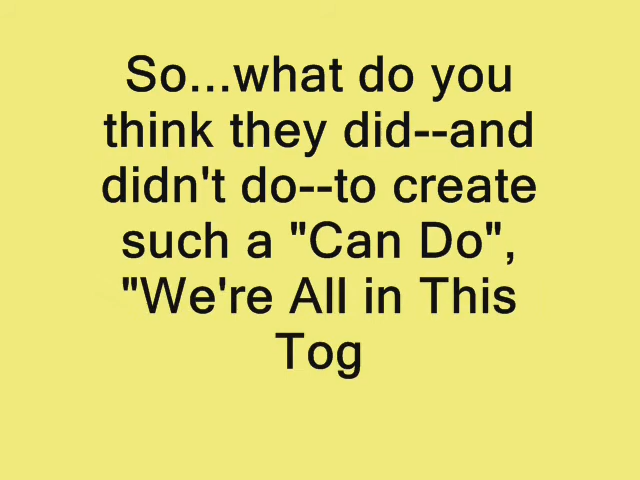 So...what do you
think they did--and
didn't do--to create
such a "Can Do",
"We're All in This
Tog